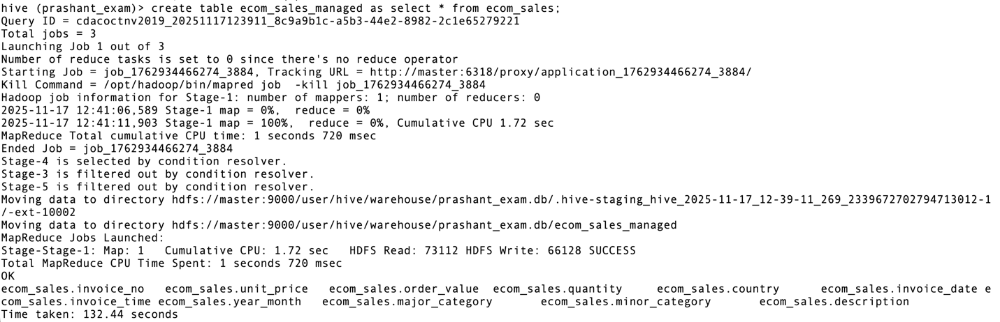 hive (prashant_exam)> create table ecom_sales_managed as select * from ecom_sales;
Query ID = cdacoctnv2019_20251117123911_8c9a9b1c-a5b3-44e2-8982-2c1e65279221
Total jobs = 3
Launching Job 1 out of 3
Number of reduce tasks is set to 0 since there's no reduce operator
Starting Job = job_1762934466274_3884, Tracking URL = http://master:6318/proxy/application_1762934466274_3884/
Kill Command = /opt/hadoop/bin/mapred job  -kill job_1762934466274_3884
Hadoop job information for Stage-1: number of mappers: 1; number of reducers: 0
2025-11-17 12:41:06,589 Stage-1 map = 0%,  reduce = 0%
2025-11-17 12:41:11,903 Stage-1 map = 100%,  reduce = 0%, Cumulative CPU 1.72 sec
MapReduce Total cumulative CPU time: 1 seconds 720 msec
Ended Job = job_1762934466274_3884
Stage-4 is selected by condition resolver.
Stage-3 is filtered out by condition resolver.
Stage-5 is filtered out by condition resolver.
Moving data to directory hdfs://master:9000/user/hive/warehouse/prashant_exam.db/.hive-staging_hive_2025-11-17_12-39-11_269_2339672702794713012-1
/-ext-10002
Moving data to directory hdfs://master:9000/user/hive/warehouse/prashant_exam.db/ecom_sales_managed
MapReduce Jobs Launched:
Stage-Stage-1: Map: 1   Cumulative CPU: 1.72 sec   HDFS Read: 73112 HDFS Write: 66128 SUCCESS
Total MapReduce CPU Time Spent: 1 seconds 720 msec
OK
ecom_sales.invoice_no   ecom_sales.unit_price   ecom_sales.order_value  ecom_sales.quantity     ecom_sales.country      ecom_sales.invoice_date e
com_sales.invoice_time ecom_sales.year_month   ecom_sales.major_category       ecom_sales.minor_category       ecom_sales.description
Time taken: 132.44 seconds